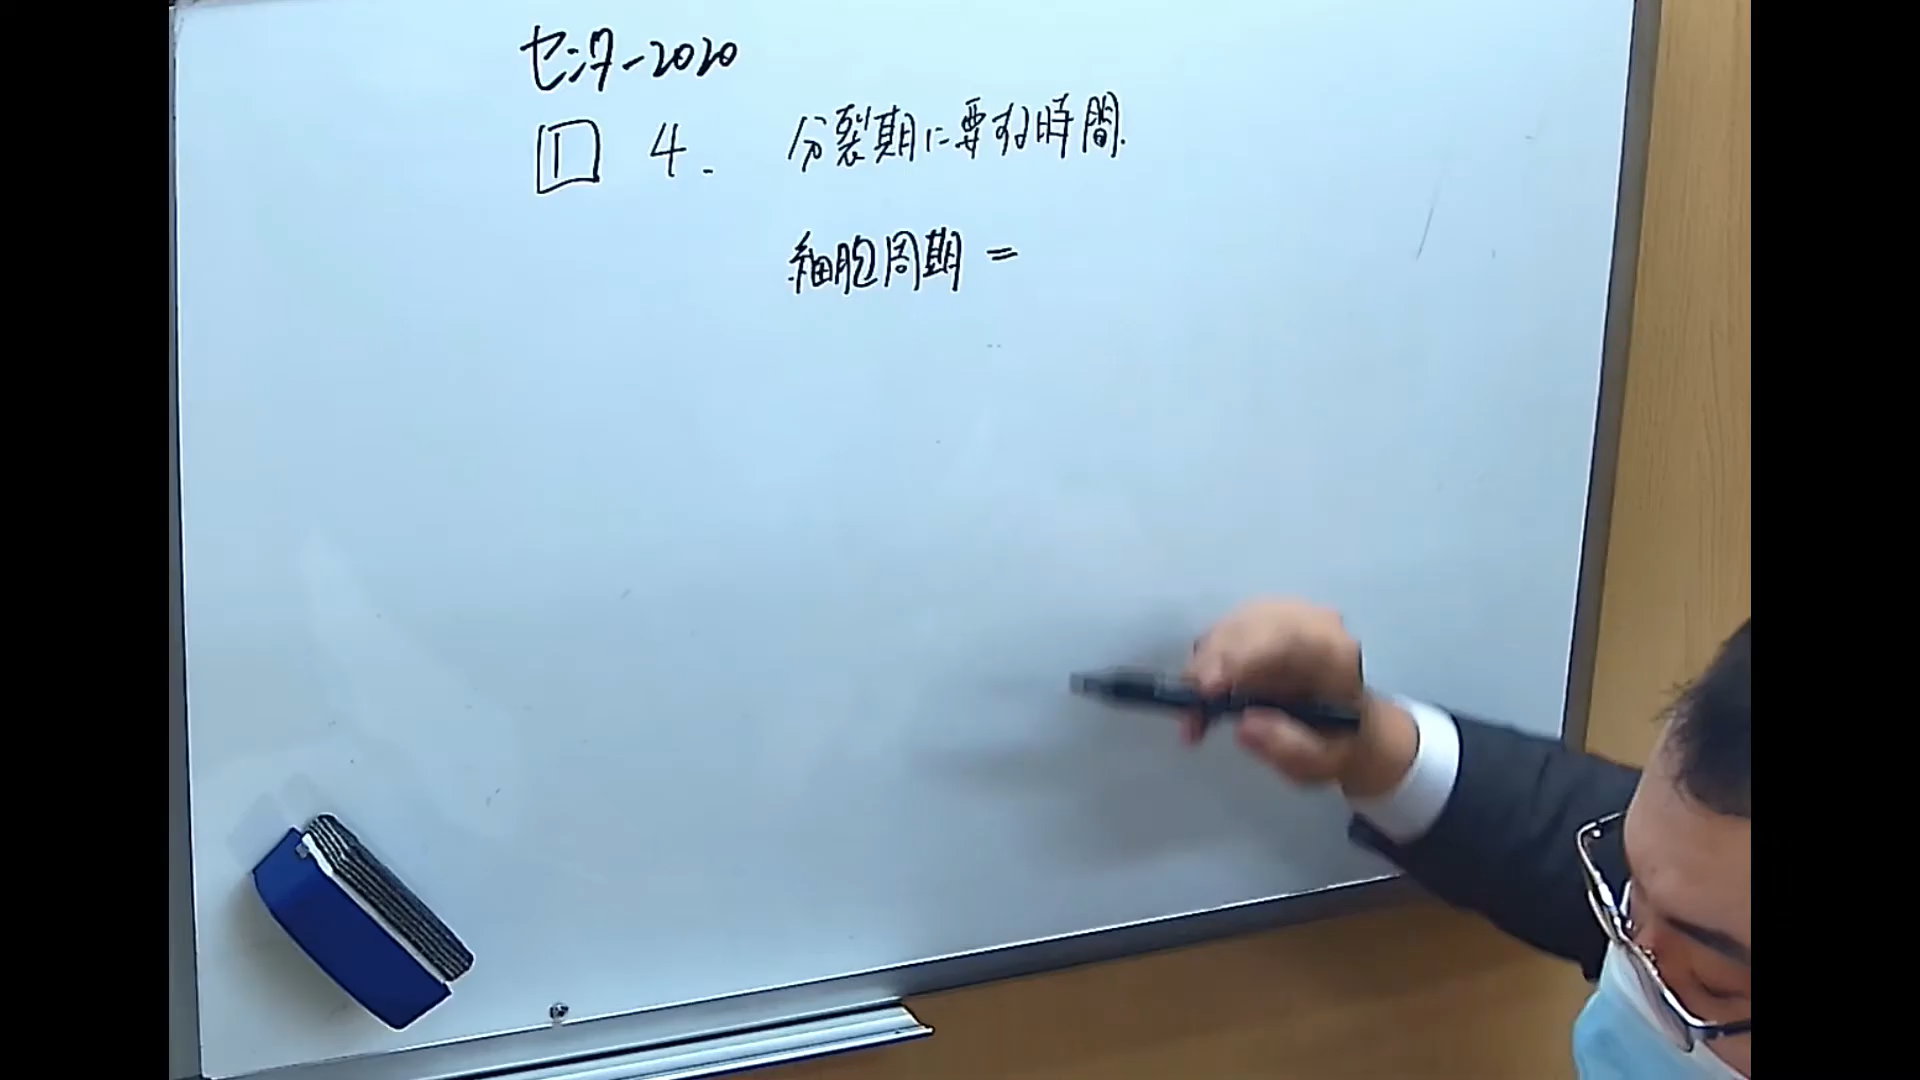 センター2020
1 4. 分裂期に要する時間.
細胞周期 =